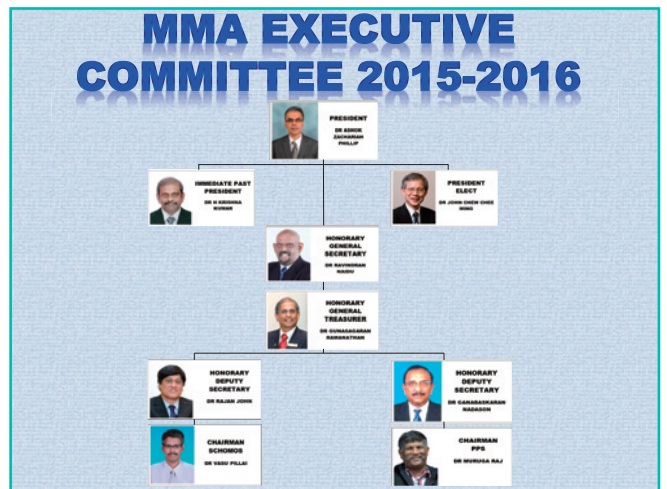 MMA EXECUTIVE
COMMITTEE 2015-2016
PRESIDENT
DR ASHOK
ZACHARIAH
PHILLIP
IMMEDIATE PAST
PRESIDENT
DR H KRISHNA
KUMAR
PRESIDENT
ELECT
DR JOHN CHEW CHEE
MING
HONORARY
GENERAL
SECRETARY
DR RAVINDRAN
NAIDU
HONORARY
GENERAL
TREASURER
DR GUNASAGARAN
RAMANATHAN
HONORARY
DEPUTY
SECRETARY
DR RAJAN JOHN
HONORARY
DEPUTY
SECRETARY
DR GANABASKARAN
NADASON
CHAIRMAN
SCHOMOS
DR VASU PILLAI
CHAIRMAN
PPS
DR MURUGA RAJ